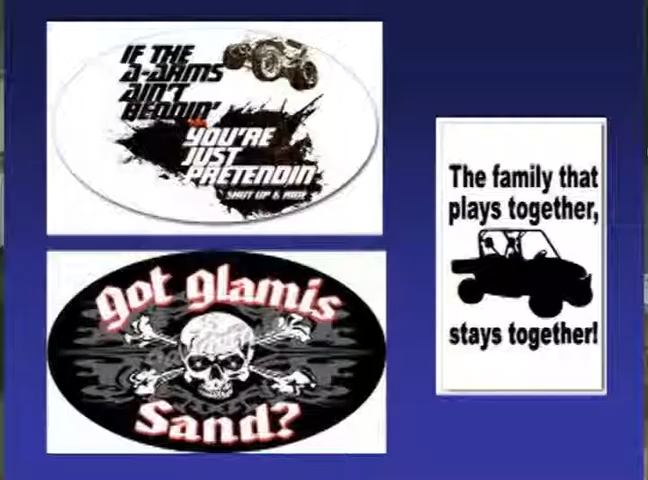 IF THE
A-ARMS
AIN'T
BENDIN'
YOU'RE
JUST
PRETENDIN
SHUT UP & RIDE
The family that
plays together,
stays together!
got glamis
Sand?